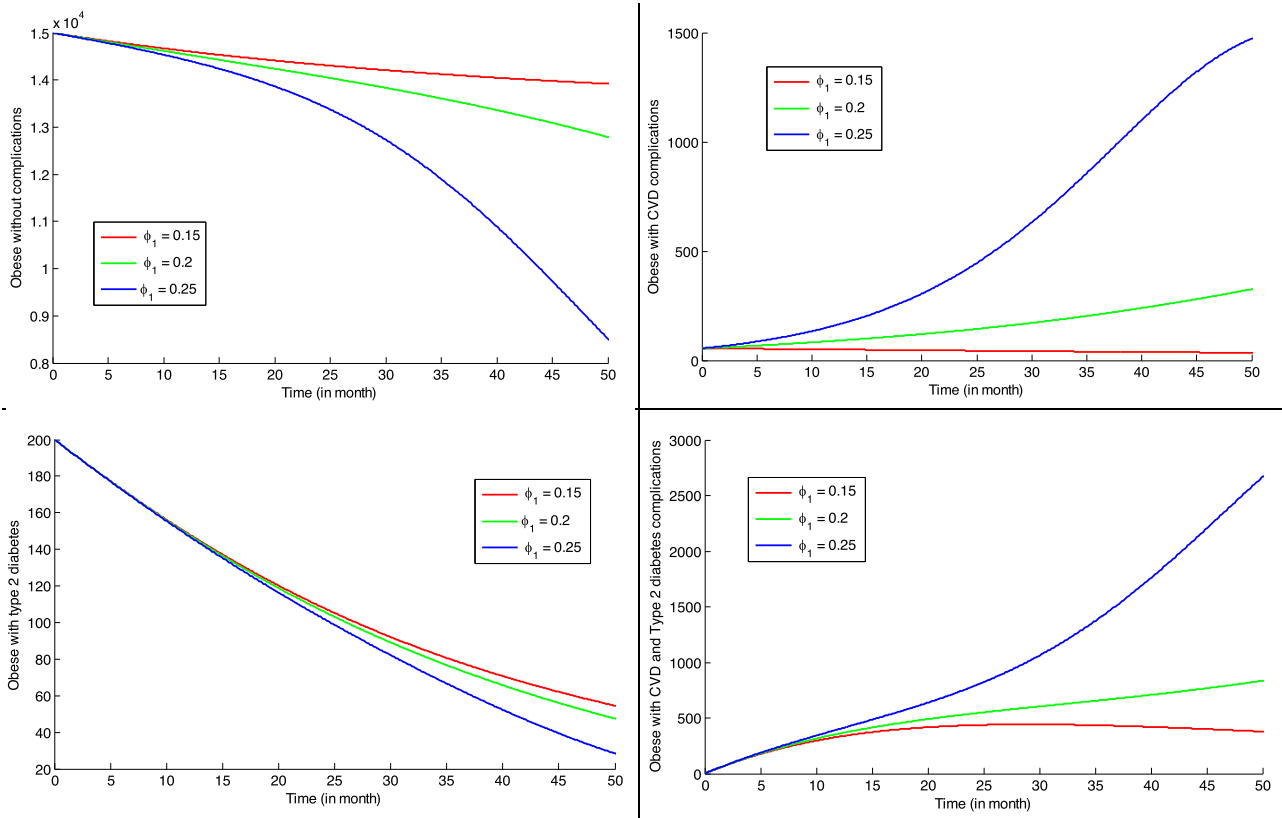 x 10⁴
1.5
1.4
1.3
1.2
1.1
1
0.9
0.8
Obese without complications
ϕ₁ = 0.15
ϕ₁ = 0.2
ϕ₁ = 0.25
0 5 10 15 20 25 30 35 40 45 50
Time (in month)
1500
1000
500
0
Obese with CVD complications
ϕ₁ = 0.15
ϕ₁ = 0.2
ϕ₁ = 0.25
0 5 10 15 20 25 30 35 40 45 50
Time (in month)
200
180
160
140
120
100
80
60
40
20
Obese with type 2 diabetes
ϕ₁ = 0.15
ϕ₁ = 0.2
ϕ₁ = 0.25
0 5 10 15 20 25 30 35 40 45 50
Time (in month)
3000
2500
2000
1500
1000
500
0
Obese with CVD and Type 2 diabetes complications
ϕ₁ = 0.15
ϕ₁ = 0.2
ϕ₁ = 0.25
0 5 10 15 20 25 30 35 40 45 50
Time (in month)